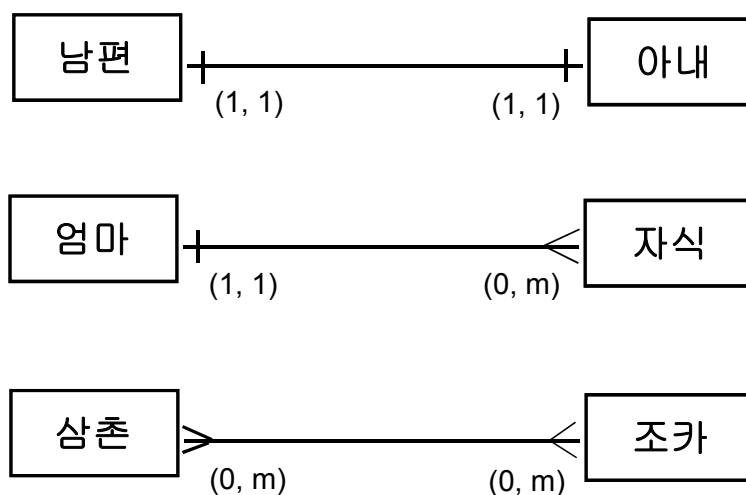 남편 아내
(1, 1) (1, 1)
엄마 자식
(1, 1) (0, m)
삼촌 조카
(0, m) (0, m)